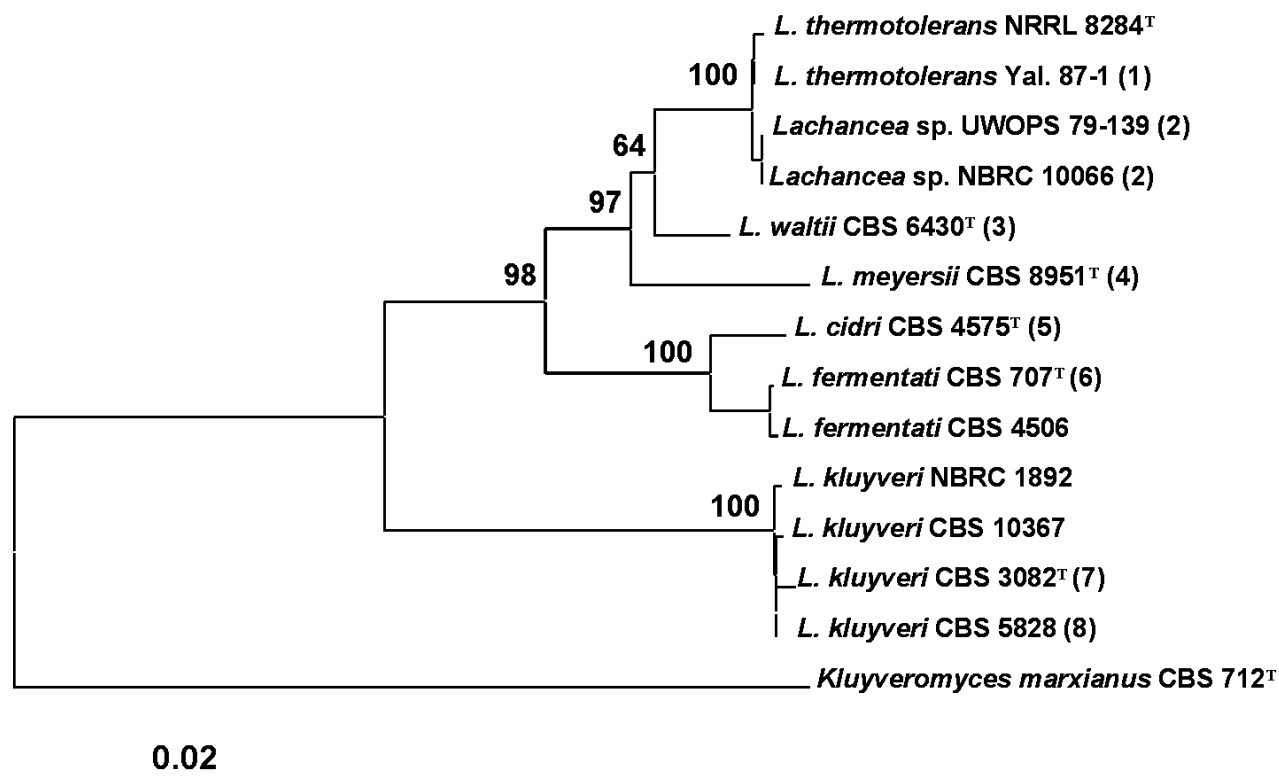 L. thermotolerans NRRL 8284ᵀ
100
L. thermotolerans Yal. 87-1 (1)
Lachancea sp. UWOPS 79-139 (2)
64
Lachancea sp. NBRC 10066 (2)
97
L. waltii CBS 6430ᵀ (3)
98
L. meyersii CBS 8951ᵀ (4)
L. cidri CBS 4575ᵀ (5)
100
L. fermentati CBS 707ᵀ (6)
L. fermentati CBS 4506
L. kluyveri NBRC 1892
100
L. kluyveri CBS 10367
L. kluyveri CBS 3082ᵀ (7)
L. kluyveri CBS 5828 (8)
Kluyveromyces marxianus CBS 712ᵀ
0.02